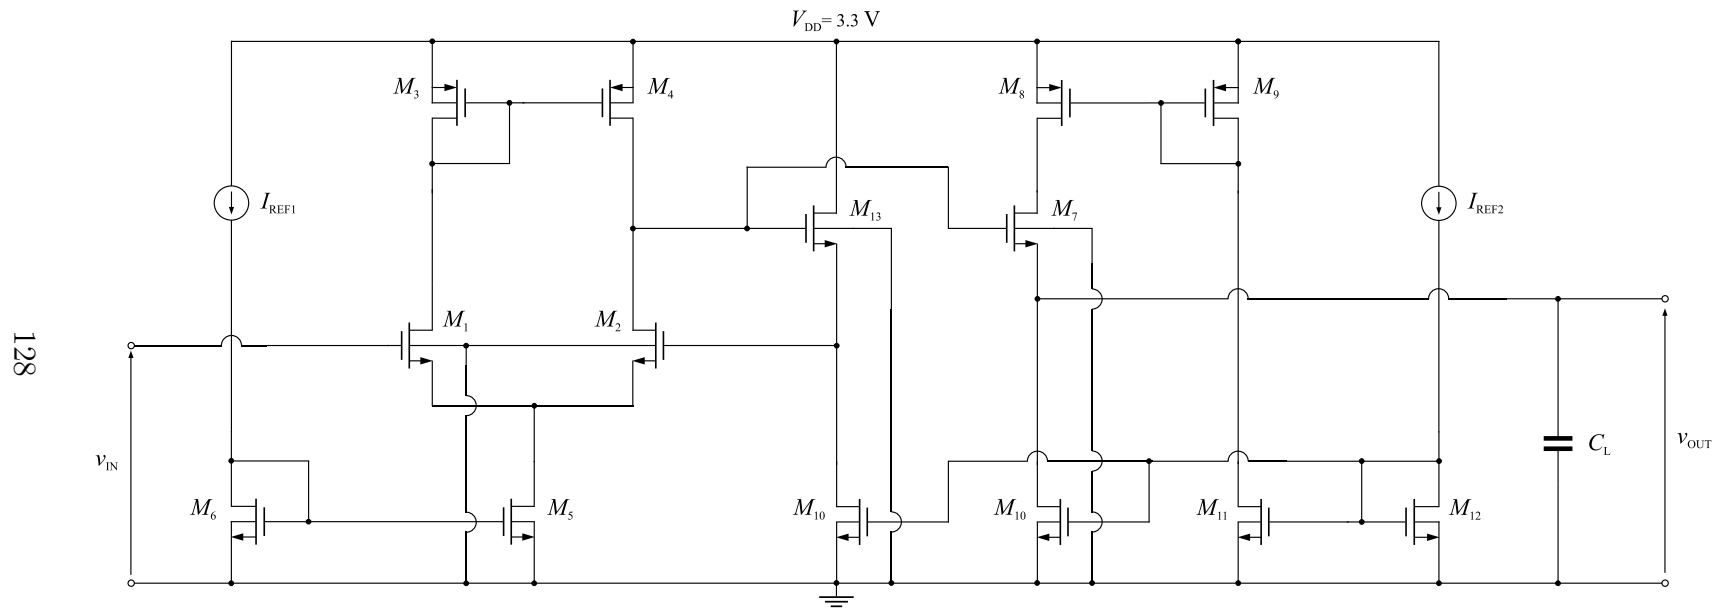 V_DD = 3.3 V
M_3
M_4
M_8
M_9
I_REF1
M_13
M_7
I_REF2
M_1
M_2
128
v_IN
C_L
v_OUT
M_6
M_5
M_10
M_10
M_11
M_12